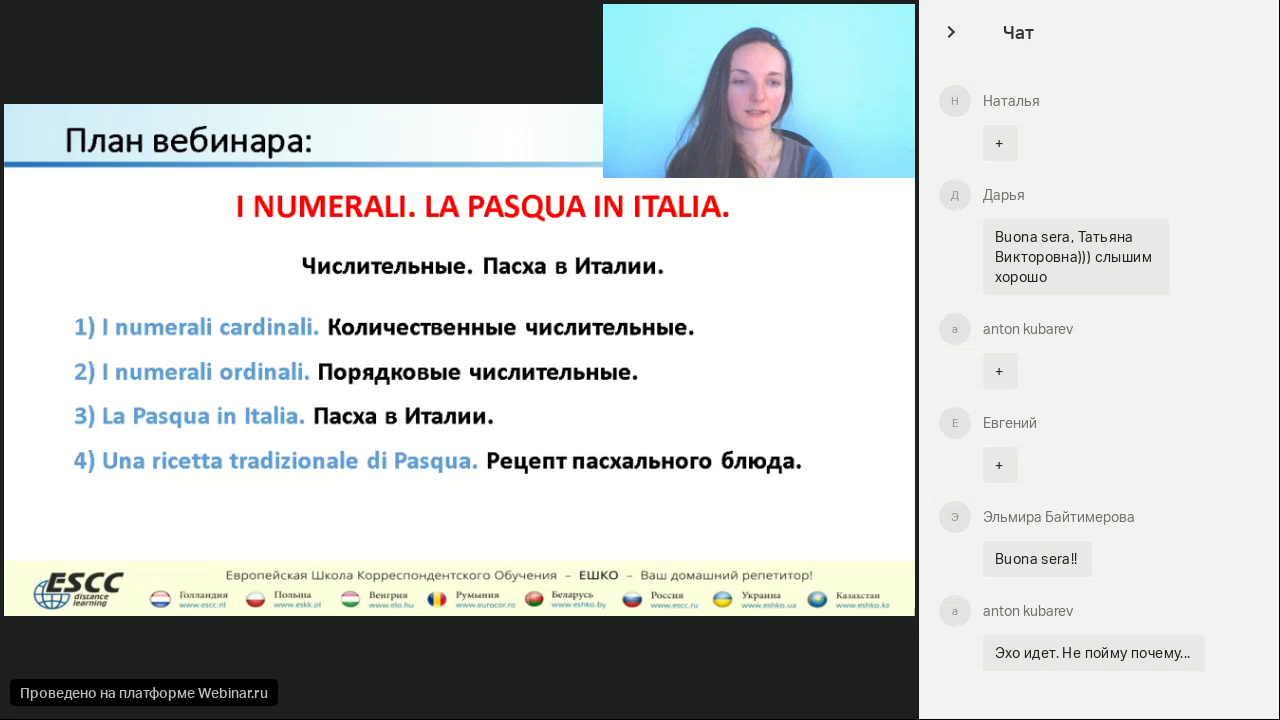 План вебинара:
I NUMERALI. LA PASQUA IN ITALIA.
Числительные. Пасха в Италии.
1) I numerali cardinali. Количественные числительные.
2) I numerali ordinali. Порядковые числительные.
3) La Pasqua in Italia. Пасха в Италии.
4) Una ricetta tradizionale di Pasqua. Рецепт пасхального блюда.
ESCC
distance
learning
Европейская Школа Корреспондентского Обучения – ЕШКО – Ваш домашний репетитор!
Голландия
www.escc.nl
Польша
www.eskk.pl
Венгрия
www.elo.hu
Румыния
www.eurocor.ro
Беларусь
www.eshko.by
Россия
www.escc.ru
Украина
www.eshko.ua
Казахстан
www.eshko.kz
Проведено на платформе Webinar.ru
Чат
Н
Наталья
+
Д
Дарья
Buona sera, Татьяна
Викторовна))) слышим
хорошо
a
anton kubarev
+
Е
Евгений
+
Э
Эльмира Байтимерова
Buona sera!!
a
anton kubarev
Эхо идет. Не пойму почему...